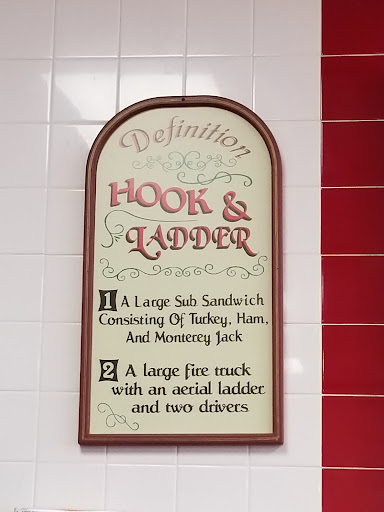 Definition
HOOK &
LADDER
1 A Large Sub Sandwich
Consisting Of Turkey, Ham,
And Monterey Jack
2 A large fire truck
with an aerial ladder
and two drivers